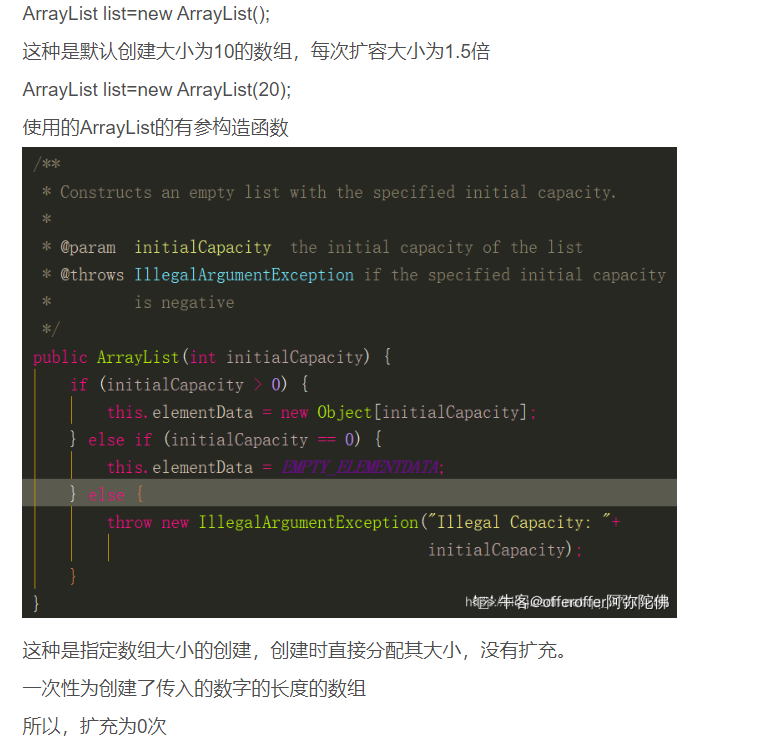 ArrayList list=new ArrayList();
这种是默认创建大小为10的数组，每次扩容大小为1.5倍
ArrayList list=new ArrayList(20);
使用的ArrayList的有参构造函数
/**
 * Constructs an empty list with the specified initial capacity.
 *
 * @param  initialCapacity  the initial capacity of the list
 * @throws IllegalArgumentException if the specified initial capacity
 *         is negative
 */
public ArrayList(int initialCapacity) {
    if (initialCapacity > 0) {
        this.elementData = new Object[initialCapacity];
    } else if (initialCapacity == 0) {
        this.elementData = EMPTY_ELEMENTDATA;
    } else {
        throw new IllegalArgumentException("Illegal Capacity: "+
                                           initialCapacity);
    }
}
牛客@offeroffer阿弥陀佛
这种是指定数组大小的创建，创建时直接分配其大小，没有扩充。
一次性为创建了传入的数字的长度的数组
所以，扩充为0次